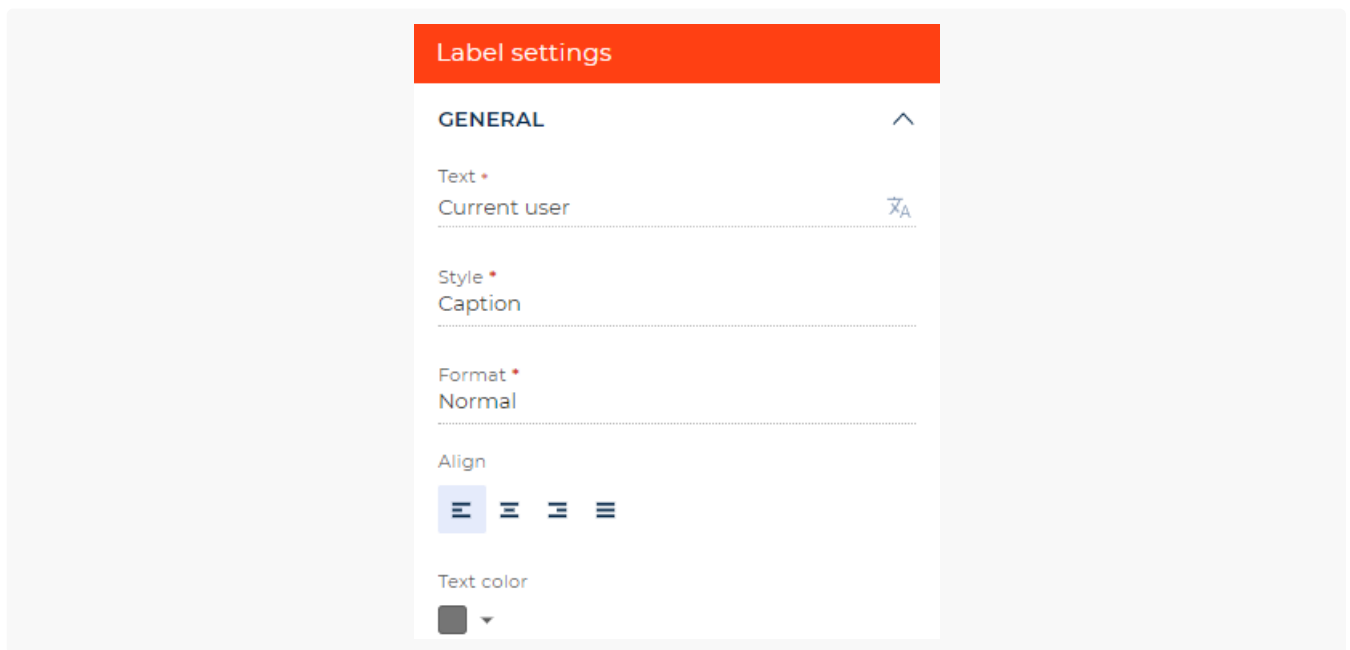 Label settings
GENERAL
Text *
Current user
Style *
Caption
Format *
Normal
Align
Text color